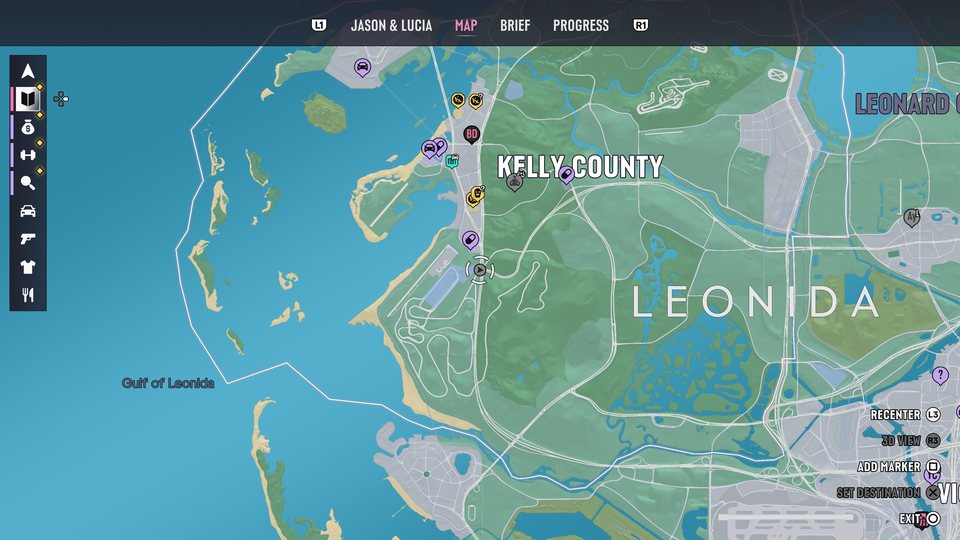 L1 JASON & LUCIA MAP BRIEF PROGRESS R1
LEONARD
BD
KELLY COUNTY
LEONIDA
Gulf of Leonida
?
RECENTER L3
3D VIEW R3
ADD MARKER
SET DESTINATION
VI
EXIT